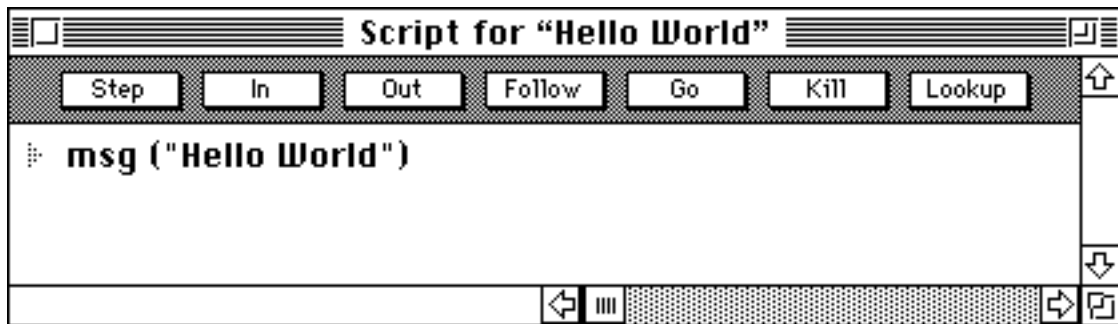 Script for “Hello World”
Step In Out Follow Go Kill Lookup
msg ("Hello World")